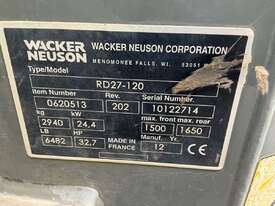 WACKER
NEUSON
WACKER NEUSON CORPORATION
MENOMONEE FALLS, WI. 53051
Type/Model
RD27-120
Item Number Rev. Serial Number
0620513 202 10122714
kg kW max. front max. rear
2940 24,4 1500 1650
LB HP MADE IN Manuf. Yr.
6482 32.7 FRANCE 12